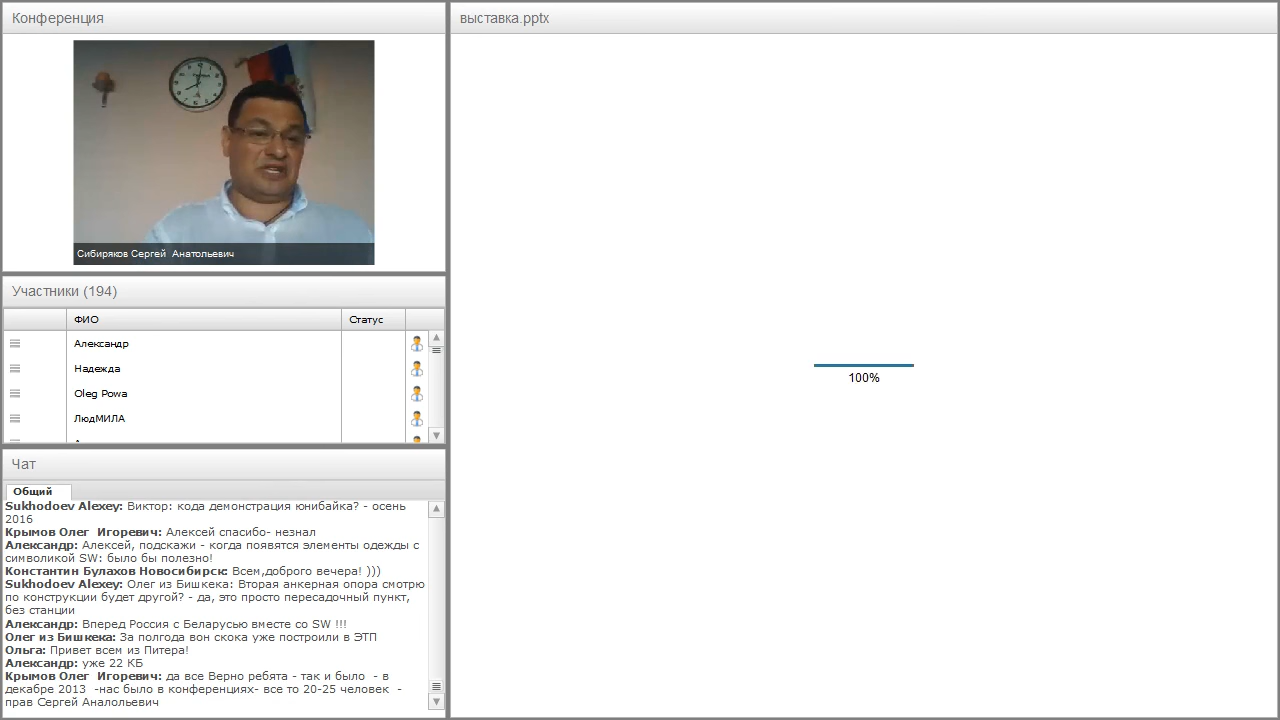 Конференция
Сибиряков Сергей Анатольевич
Участники (194)
ФИО
Статус
Александр
Надежда
Oleg Powa
ЛюдМИЛА
Чат
Общий
Sukhodoev Alexey: Виктор: кода демонстрация юнибайка? - осень
2016
Крымов Олег Игоревич: Алексей спасибо- незнал
Александр: Алексей, подскажи - когда появятся элементы одежды с
символикой SW: было бы полезно!
Константин Булахов Новосибирск: Всем,доброго вечера! )))
Sukhodoev Alexey: Олег из Бишкека: Вторая анкерная опора смотрю
по конструкции будет другой? - да, это просто пересадочный пункт,
без станции
Александр: Вперед Россия с Беларусью вместе со SW !!!
Олег из Бишкека: За полгода вон скока уже построили в ЭТП
Ольга: Привет всем из Питера!
Александр: уже 22 КБ
Крымов Олег Игоревич: да все Верно ребята - так и было - в
декабре 2013 -нас было в конференциях- все то 20-25 человек -
прав Сергей Аналольевич
выставка.pptx
100%